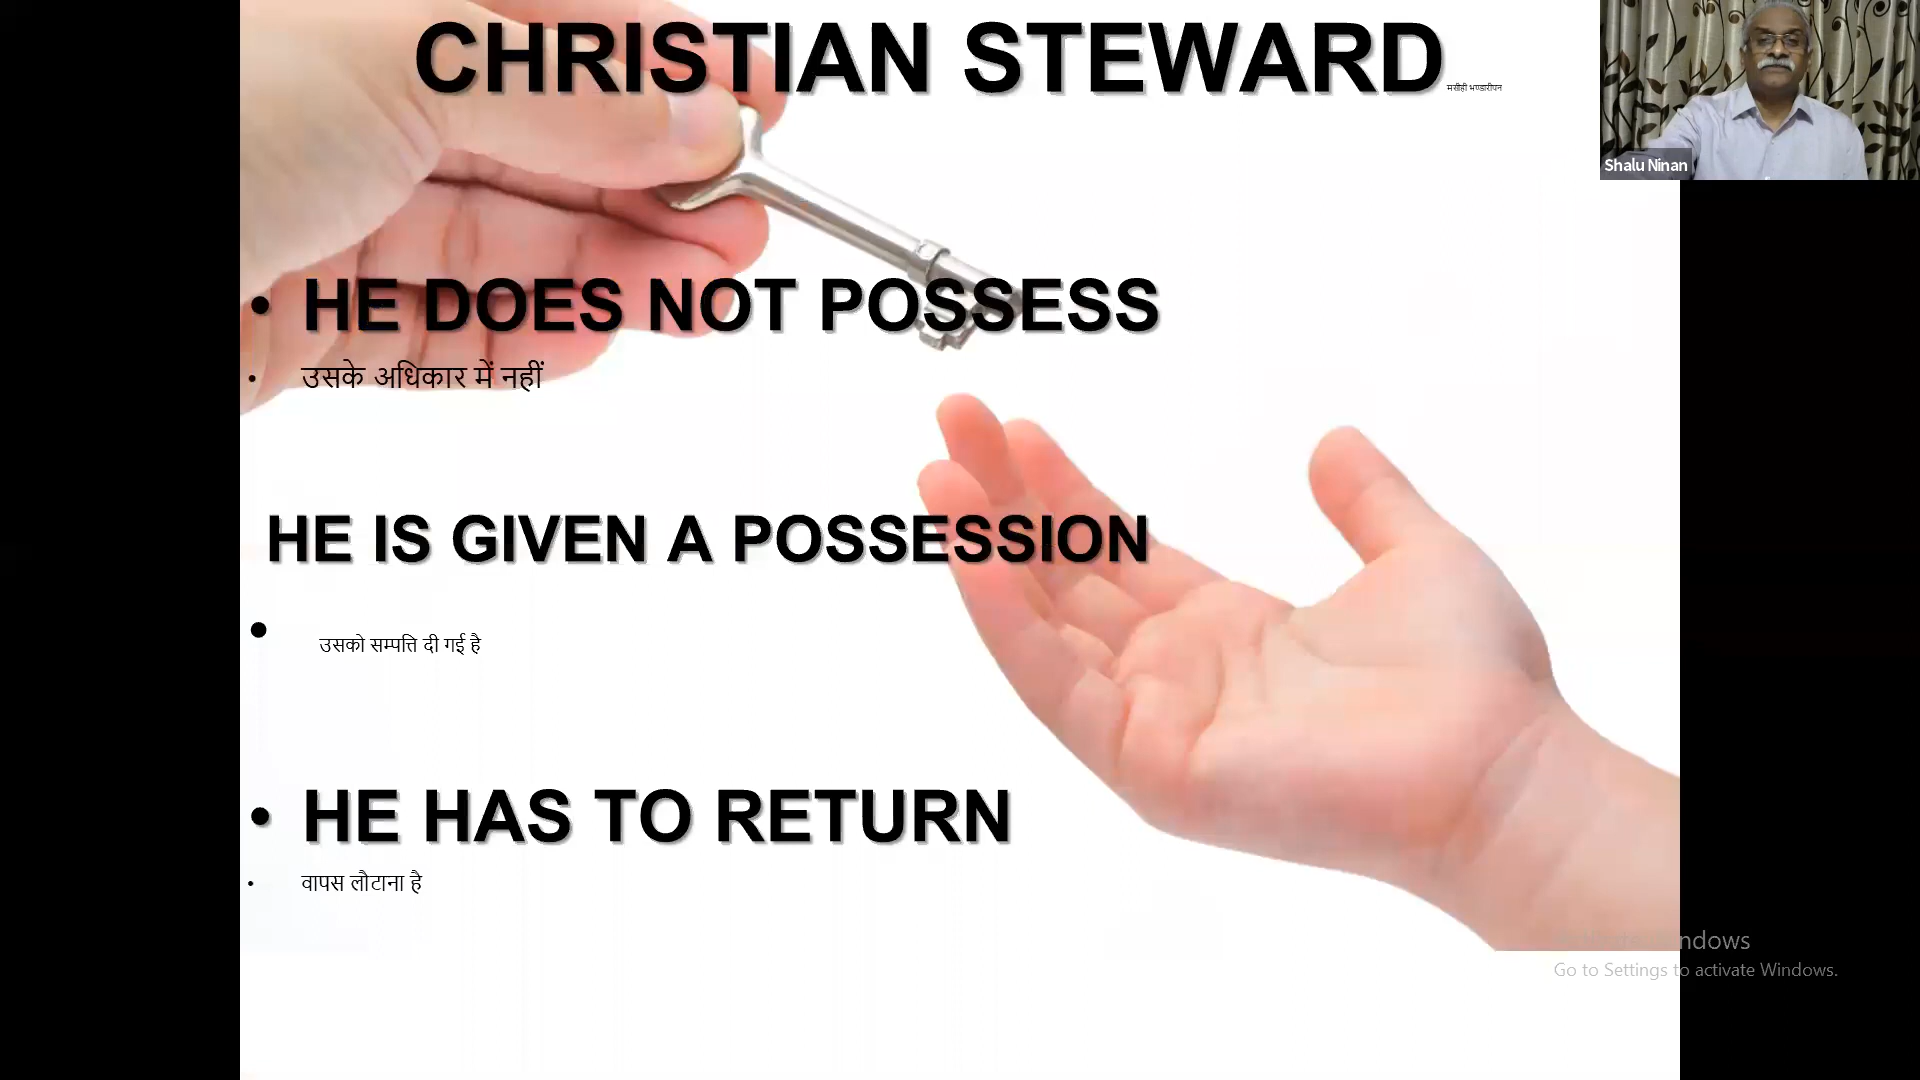 CHRISTIAN STEWARD मसीही भण्डारीपन
Shalu Ninan
• HE DOES NOT POSSESS
• उसके अधिकार में नहीं
HE IS GIVEN A POSSESSION
• उसको सम्पत्ति दी गई है
• HE HAS TO RETURN
• वापस लौटाना है
Windows
Go to Settings to activate Windows.